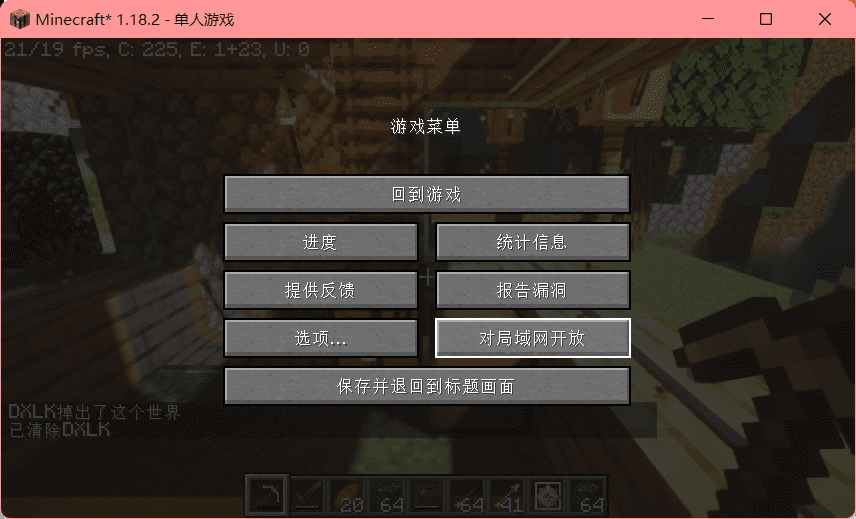 Minecraft* 1.18.2 - 单人游戏
21/19 fps, C: 225, E: 1+23, U: 0
游戏菜单
回到游戏
进度 统计信息
提供反馈 报告漏洞
选项... 对局域网开放
保存并退回到标题画面
DXLK掉出了这个世界
已清除DXLK
20 64 64 41 64